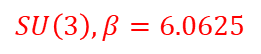 SU(3), β = 6.0625